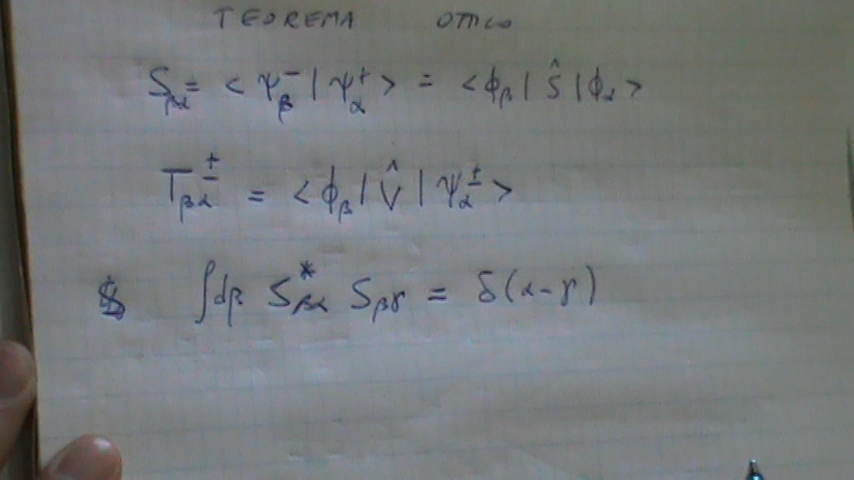 TEOREMA OTTICO
S_βα = < ψ_β^- | ψ_α^+ > = < ϕ_β | Ŝ | ϕ_α >
T_βα^± = < ϕ_β | V̂ | ψ_α^± >
∫dβ S*_βα S_βγ = δ(α-γ)